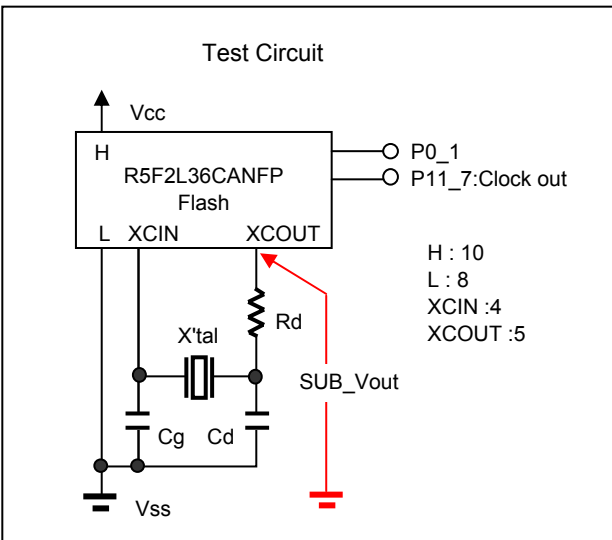 Test Circuit
Vcc
H
R5F2L36CANFP
Flash
L XCIN XCOUT
P0_1
P11_7:Clock out
H : 10
L : 8
XCIN :4
XCOUT :5
X'tal
Rd
SUB_Vout
Cg Cd
Vss